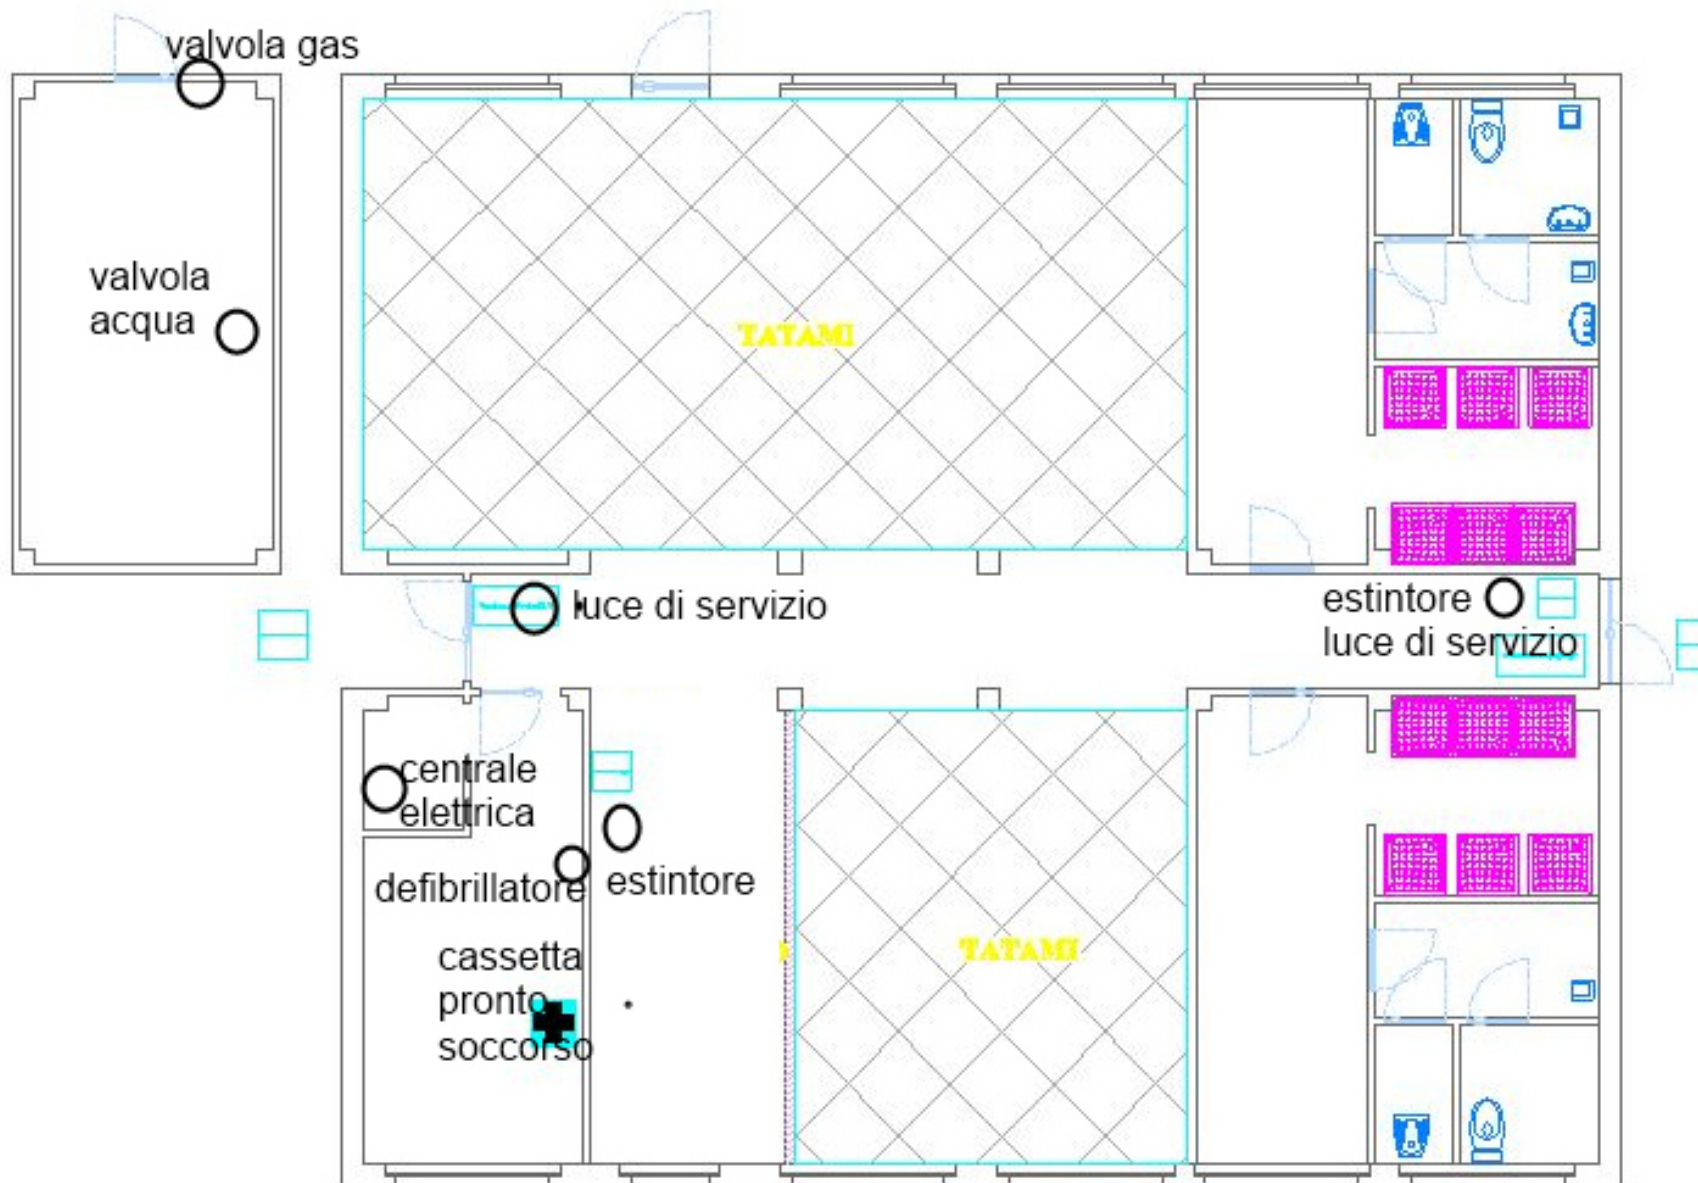 valvola gas
valvola
acqua
TATAMI
luce di servizio
estintore
luce di servizio
centrale
elettrica
defibrillatore
estintore
cassetta
pronto
soccorso
TATAMI